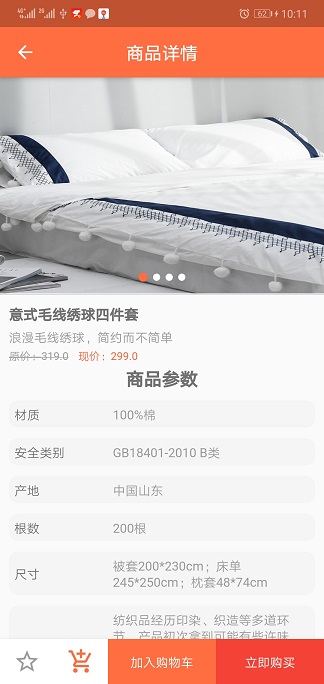 4G 2G 62 10:11
商品详情
意式毛线绣球四件套
浪漫毛线绣球，简约而不简单
原价：319.0 现价：299.0
商品参数
材质 100%棉
安全类别 GB18401-2010 B类
产地 中国山东
根数 200根
尺寸 被套200*230cm；床单
245*250cm；枕套48*74cm
纺织品经历印染、织造等多道环
节，产品初次拿到可能有些许味
加入购物车 立即购买